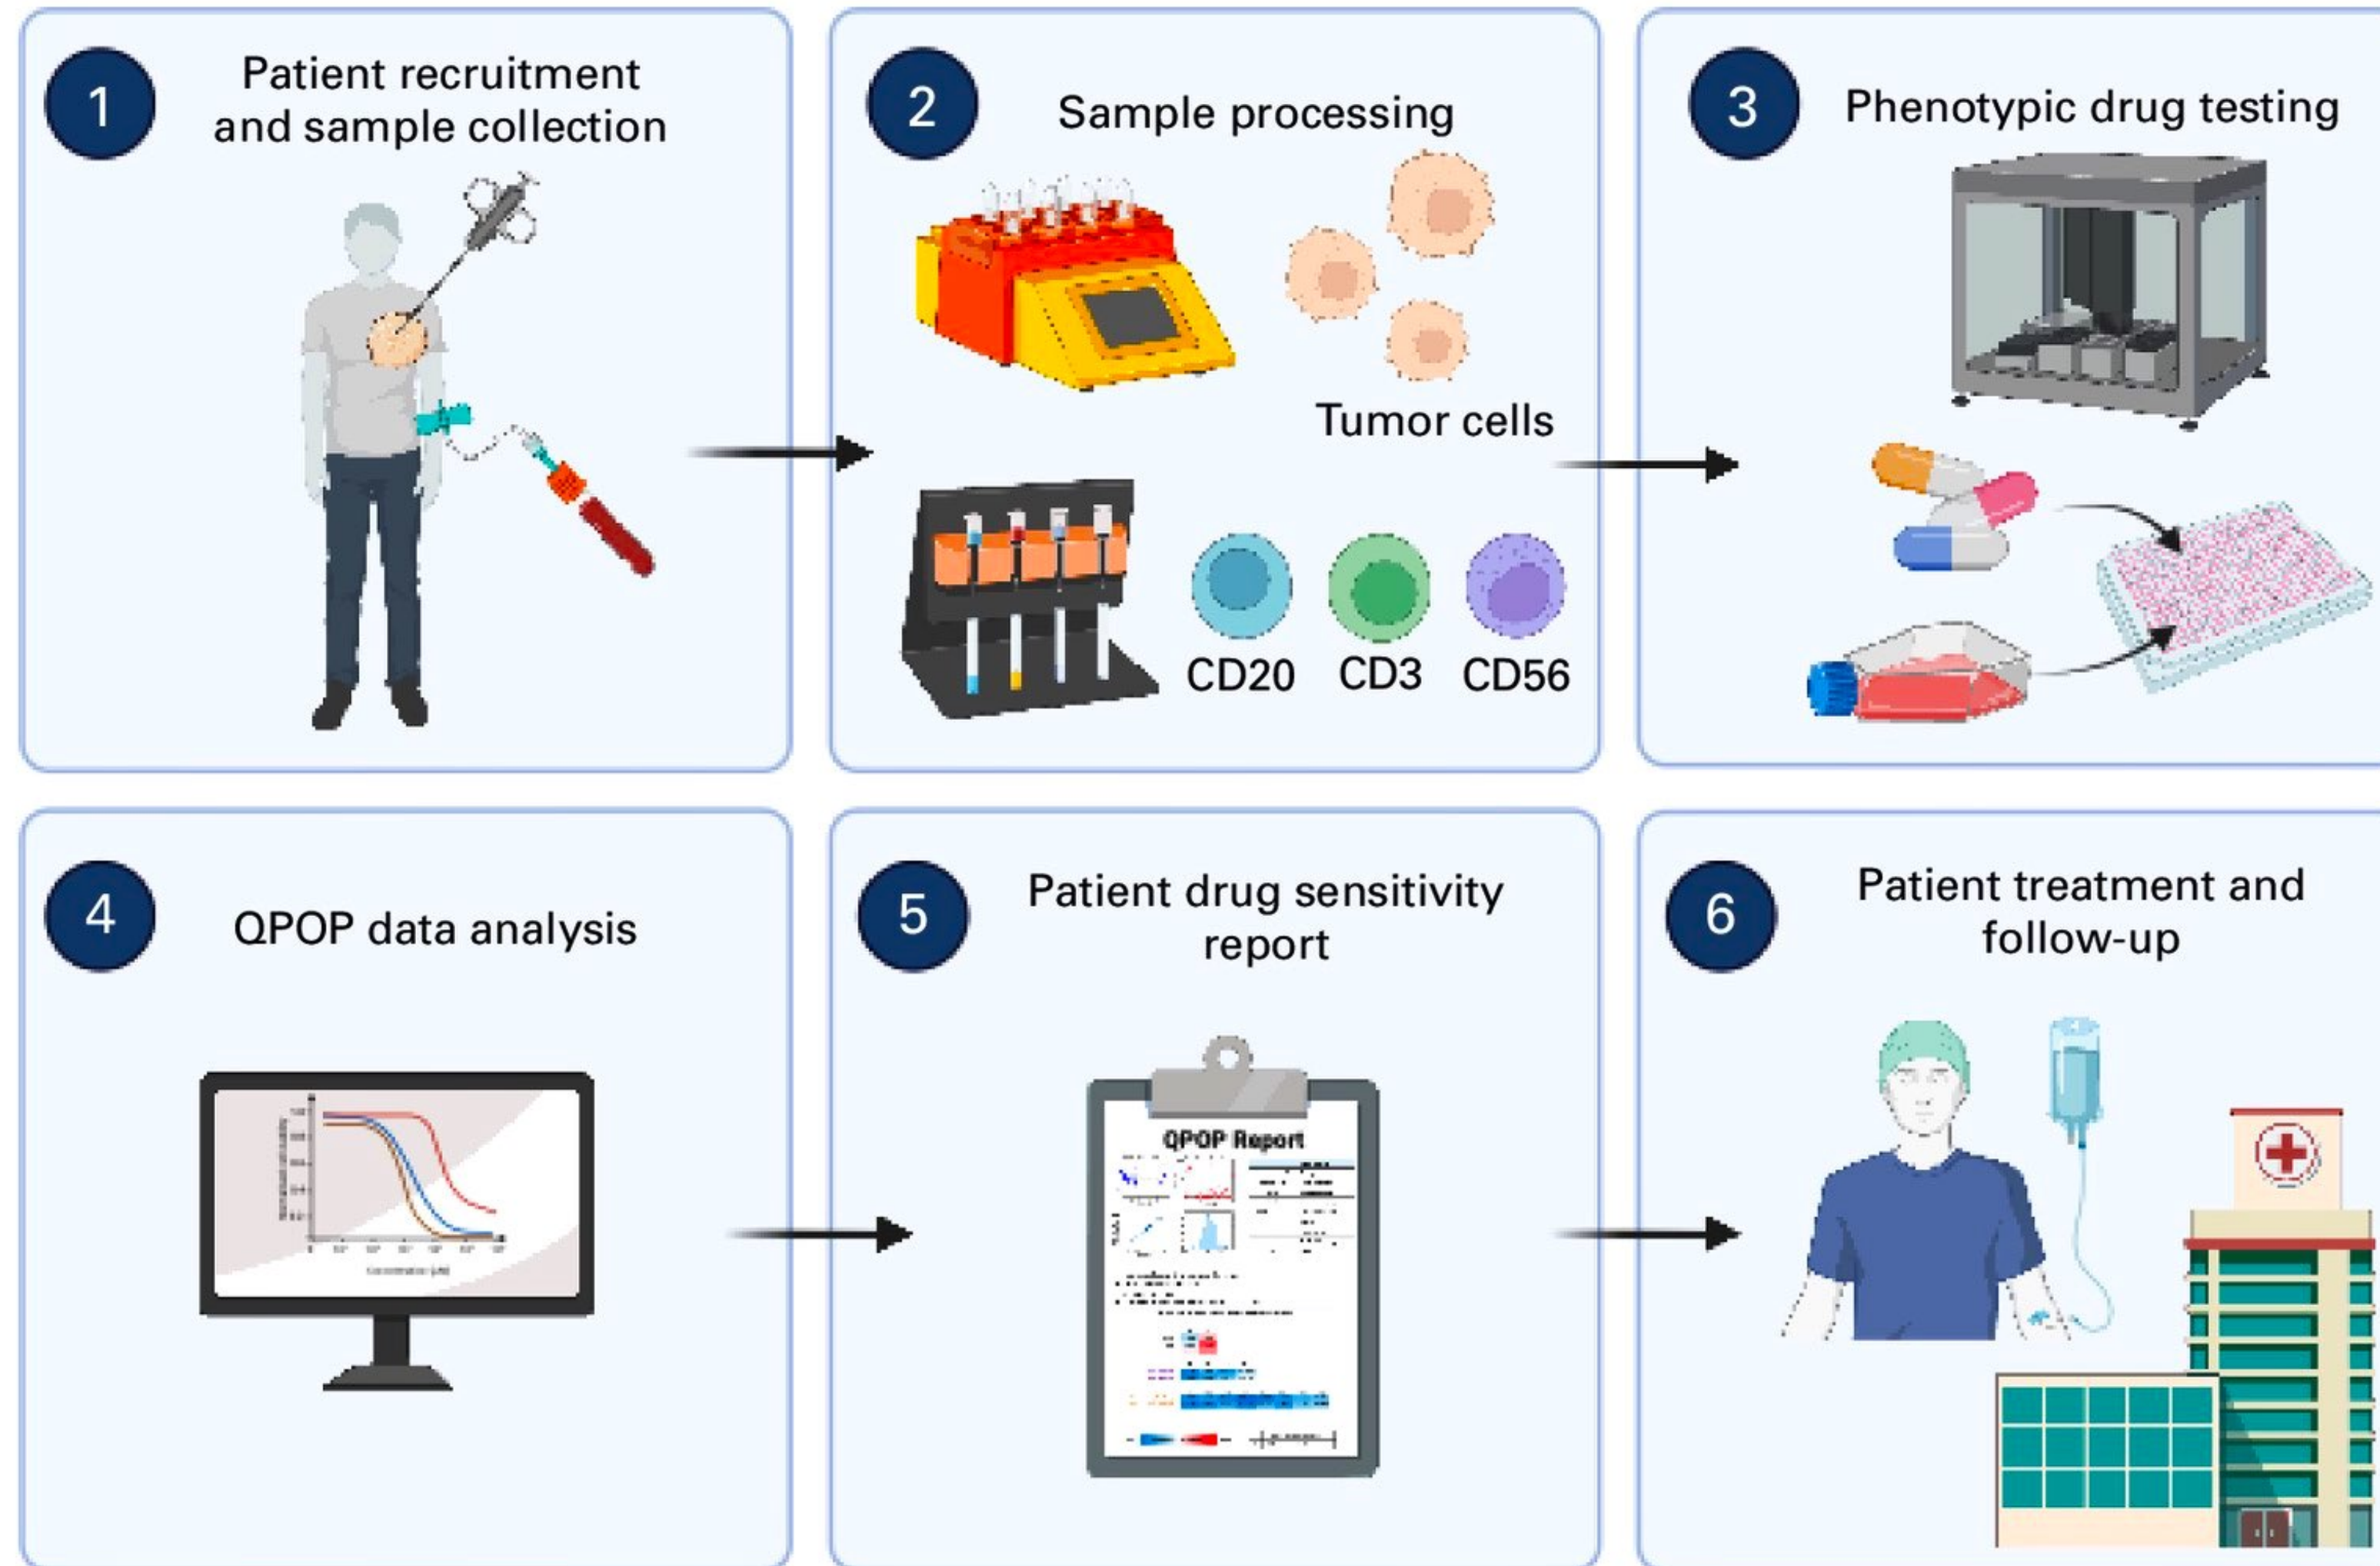 1
Patient recruitment
and sample collection
2
Sample processing
Tumor cells
CD20 CD3 CD56
3
Phenotypic drug testing
4
QPOP data analysis
5
Patient drug sensitivity
report
QPOP Report
6
Patient treatment and
follow-up